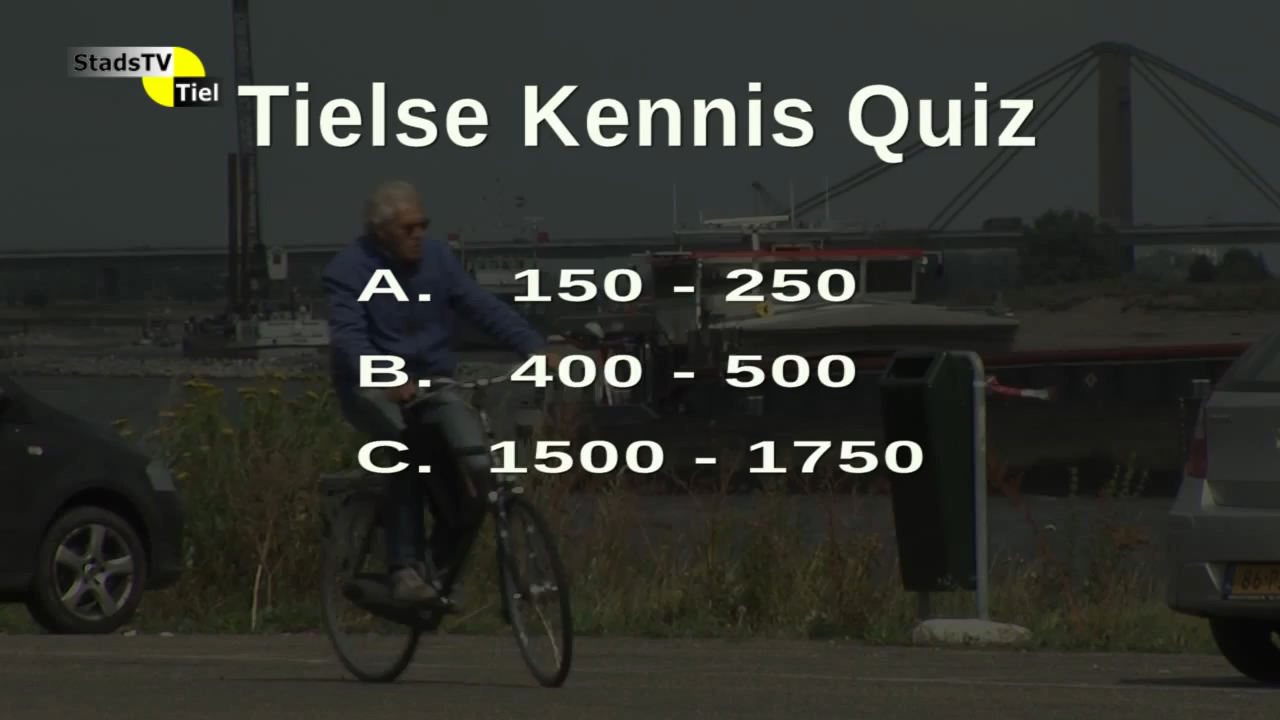 StadsTV
Tiel
Tielse Kennis Quiz
A. 150 - 250
B. 400 - 500
C. 1500 - 1750